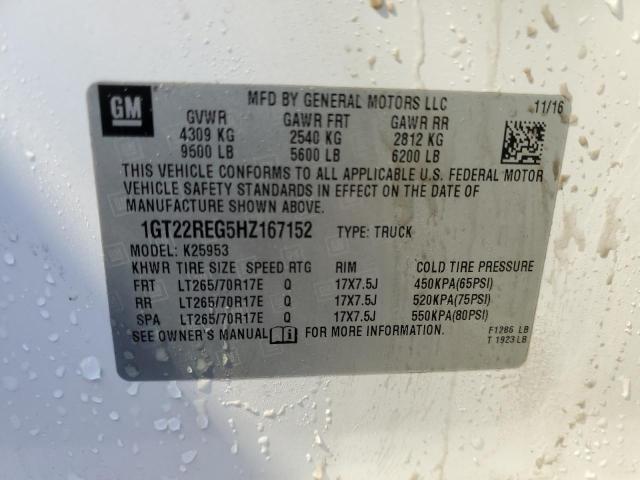 GM
MFD BY GENERAL MOTORS LLC 11/16
GVWR GAWR FRT GAWR RR
4309 KG 2540 KG 2812 KG
9500 LB 5600 LB 6200 LB
THIS VEHICLE CONFORMS TO ALL APPLICABLE U.S. FEDERAL MOTOR
VEHICLE SAFETY STANDARDS IN EFFECT ON THE DATE OF
MANUFACTURE SHOWN ABOVE.
1GT22REG5HZ167152 TYPE: TRUCK
MODEL: K25953
KHWR TIRE SIZE SPEED RTG RIM COLD TIRE PRESSURE
FRT LT265/70R17E Q 17X7.5J 450KPA(65PSI)
RR LT265/70R17E Q 17X7.5J 520KPA(75PSI)
SPA LT265/70R17E Q 17X7.5J 550KPA(80PSI)
SEE OWNER'S MANUAL F1286 LB
T 1923 LB